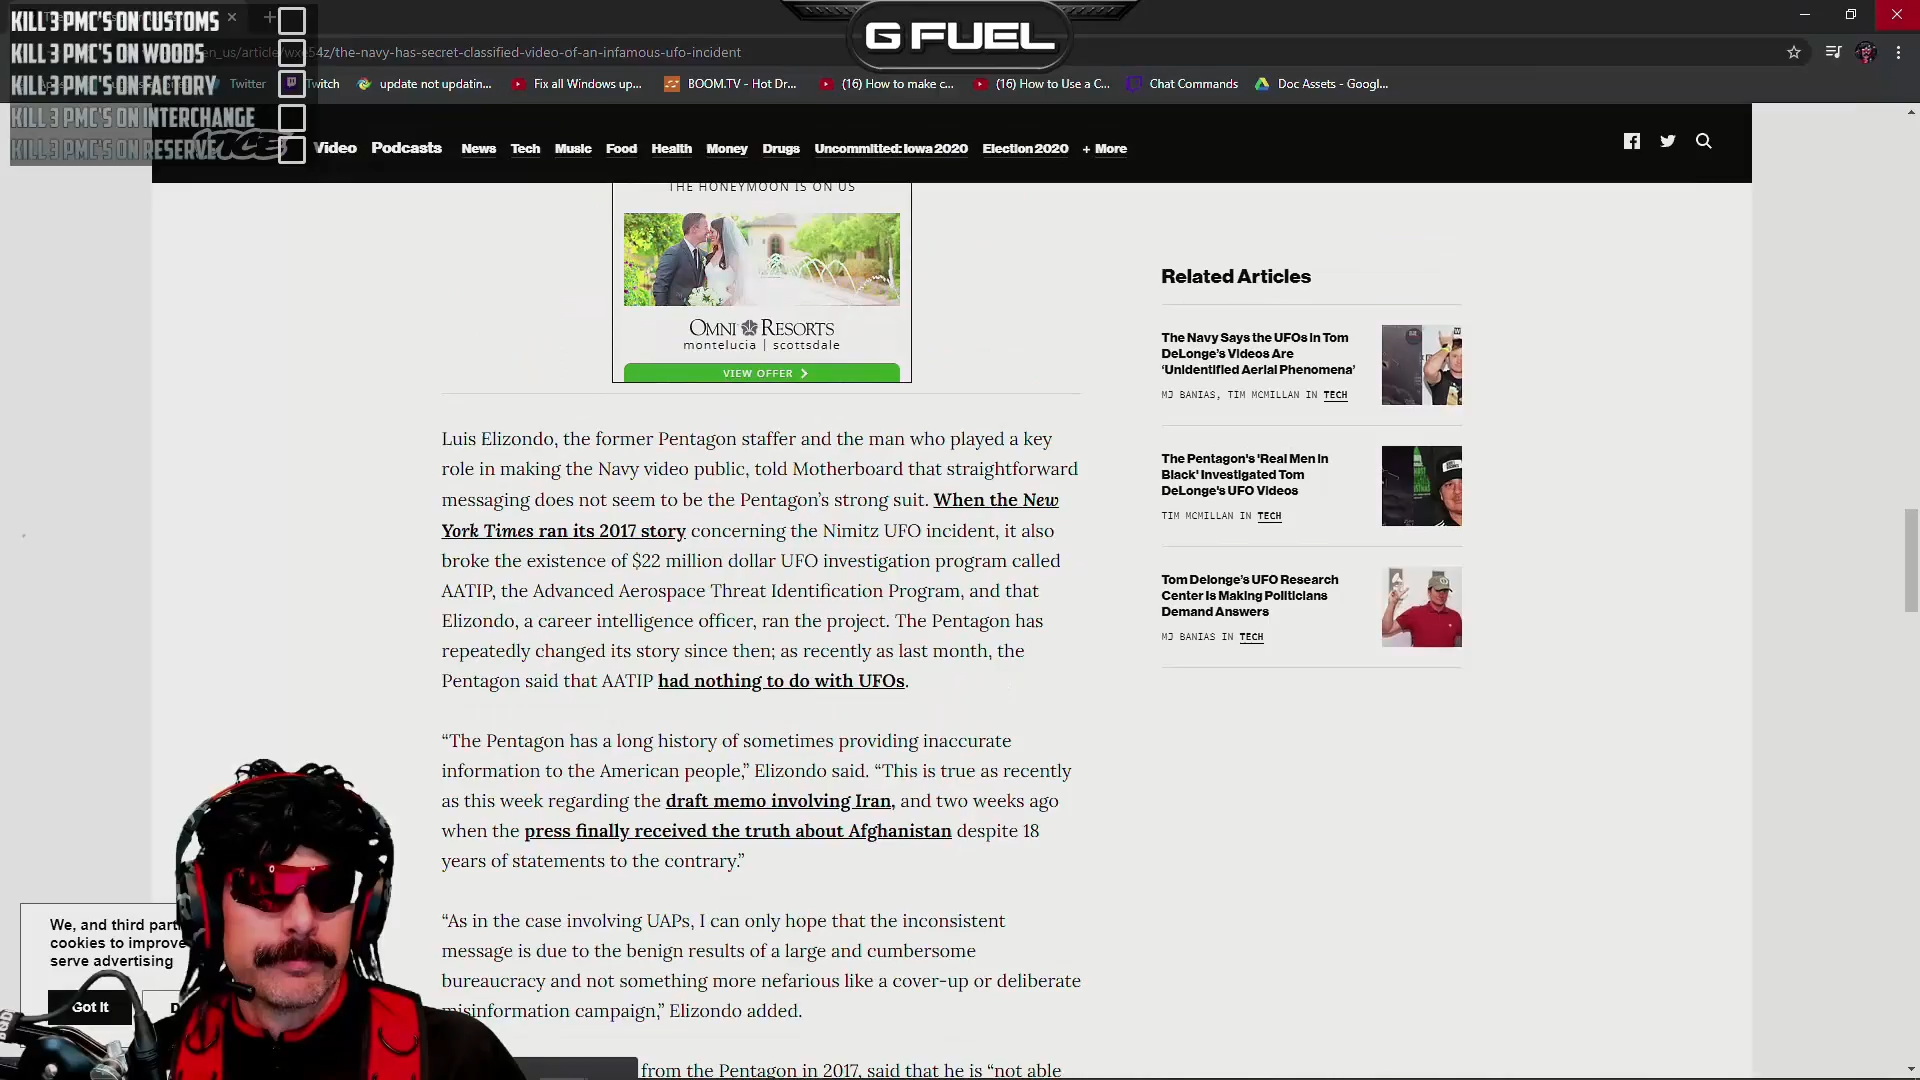 KILL 3 PMC'S ON CUSTOMS
KILL 3 PMC'S ON WOODS
KILL 3 PMC'S ON FACTORY
KILL 3 PMC'S ON INTERCHANGE
KILL 3 PMC'S ON RESERVE
G FUEL
en_us/article/wxe54z/the-navy-has-secret-classified-video-of-an-infamous-ufo-incident
Twitter
Twitch
update not updatin...
Fix all Windows up...
BOOM.TV - Hot Dr...
(16) How to make c...
(16) How to Use a C...
Chat Commands
Doc Assets - Googl...
VICE
Video Podcasts News Tech Music Food Health Money Drugs Uncommitted: Iowa 2020 Election 2020 + More
THE HONEYMOON IS ON US
OMNI RESORTS
montelucia | scottsdale
VIEW OFFER
Luis Elizondo, the former Pentagon staffer and the man who played a key
role in making the Navy video public, told Motherboard that straightforward
messaging does not seem to be the Pentagon’s strong suit. When the New
York Times ran its 2017 story concerning the Nimitz UFO incident, it also
broke the existence of $22 million dollar UFO investigation program called
AATIP, the Advanced Aerospace Threat Identification Program, and that
Elizondo, a career intelligence officer, ran the project. The Pentagon has
repeatedly changed its story since then; as recently as last month, the
Pentagon said that AATIP had nothing to do with UFOs.
“The Pentagon has a long history of sometimes providing inaccurate
information to the American people,” Elizondo said. “This is true as recently
as this week regarding the draft memo involving Iran, and two weeks ago
when the press finally received the truth about Afghanistan despite 18
years of statements to the contrary.”
“As in the case involving UAPs, I can only hope that the inconsistent
message is due to the benign results of a large and cumbersome
bureaucracy and not something more nefarious like a cover-up or deliberate
misinformation campaign,” Elizondo added.
from the Pentagon in 2017, said that he is “not able
Related Articles
The Navy Says the UFOs in Tom
DeLonge’s Videos Are
‘Unidentified Aerial Phenomena’
MJ BANIAS, TIM MCMILLAN IN TECH
The Pentagon's 'Real Men in
Black' Investigated Tom
DeLonge's UFO Videos
TIM MCMILLAN IN TECH
Tom Delonge’s UFO Research
Center Is Making Politicians
Demand Answers
MJ BANIAS IN TECH
We, and third part
cookies to improve
serve advertising
Got it